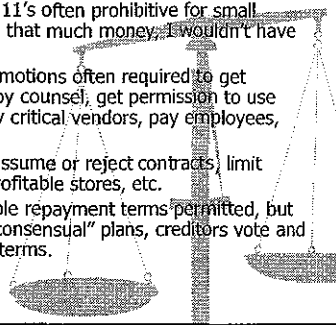 11's often prohibitive for small
that much money, I wouldn't have
motions often required to get
by counsel, get permission to use
critical vendors, pay employees,
assume or reject contracts, limit
profitable stores, etc.
repayment terms permitted, but
consensual" plans, creditors vote and
terms.